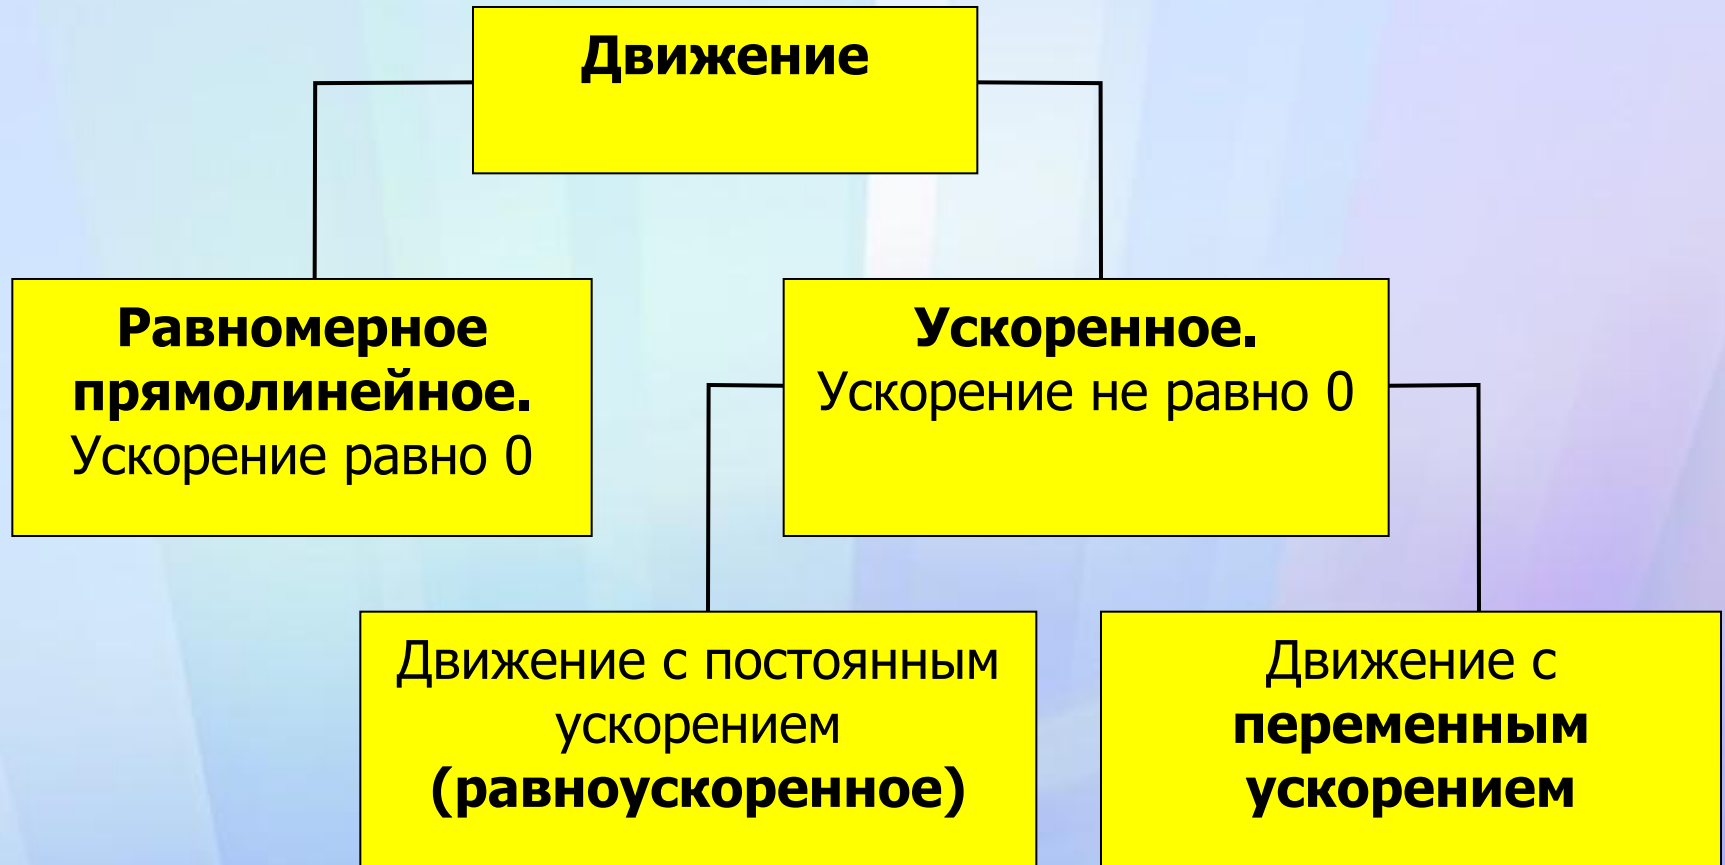 Движение
Равномерное
прямолинейное.
Ускорение равно 0
Ускоренное.
Ускорение не равно 0
Движение с постоянным
ускорением
(равноускоренное)
Движение с
переменным
ускорением